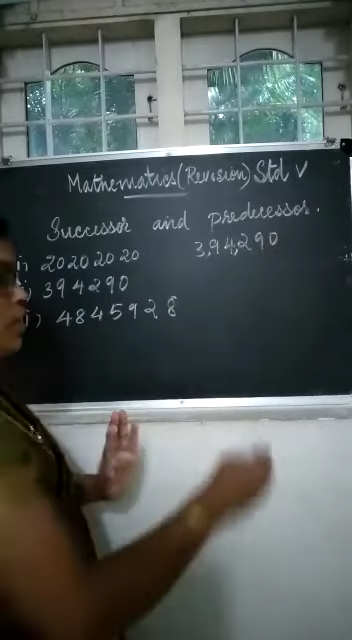 Mathematics (Revision) Std V
Successor and predecessor.
i) 20202020 3,94,290
) 394290
) 4845928